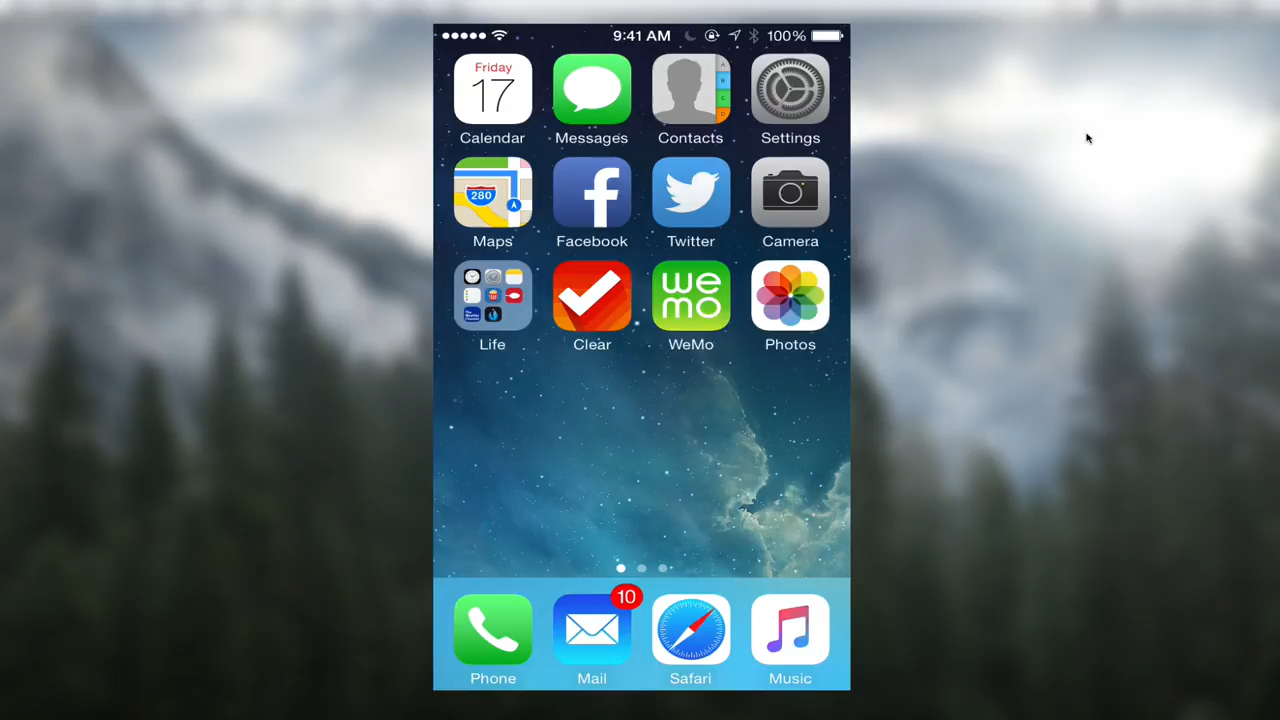 9:41 AM 100%
Friday
17
Calendar Messages Contacts Settings
280
Maps Facebook Twitter Camera
we
mo
Life Clear WeMo Photos
10
Phone Mail Safari Music